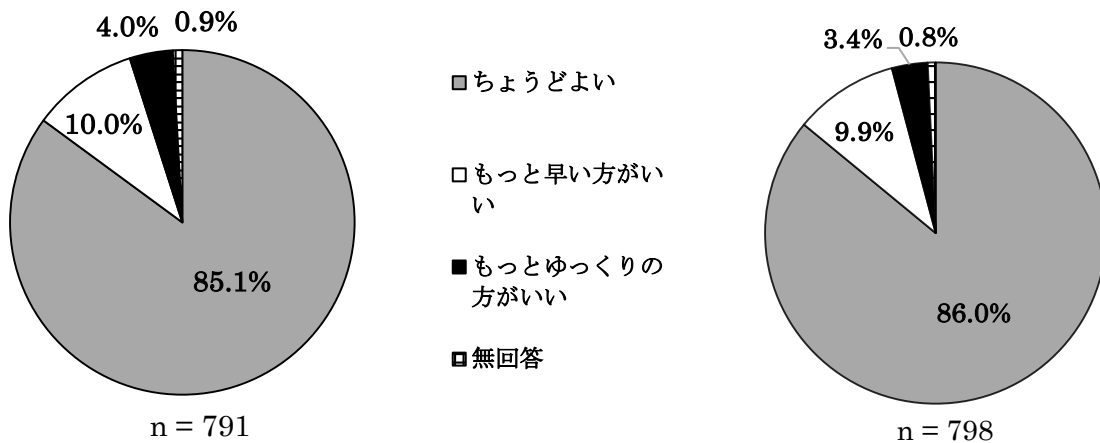 4.0%
0.9%
10.0%
85.1%
n = 791
ちょうどよい
もっと早い方がい
い
もっとゆっくりの
方がいい
無回答
3.4%
0.8%
9.9%
86.0%
n = 798